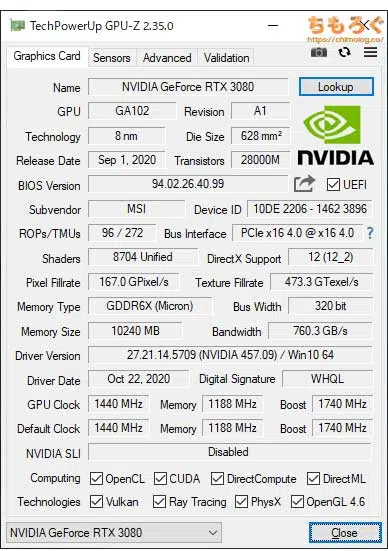 TechPowerUp GPU-Z 2.35.0
ちもろぐ
https://chimolog.co/
Graphics Card Sensors Advanced Validation
Name NVIDIA GeForce RTX 3080 Lookup
GPU GA102 Revision A1
Technology 8 nm Die Size 628 mm²
Release Date Sep 1, 2020 Transistors 28000M
NVIDIA
BIOS Version 94.02.26.40.99 UEFI
Subvendor MSI Device ID 10DE 2206 - 1462 3896
ROPs/TMUs 96 / 272 Bus Interface PCIe x16 4.0 @ x16 4.0 ?
Shaders 8704 Unified DirectX Support 12 (12_2)
Pixel Fillrate 167.0 GPixel/s Texture Fillrate 473.3 GTexel/s
Memory Type GDDR6X (Micron) Bus Width 320 bit
Memory Size 10240 MB Bandwidth 760.3 GB/s
Driver Version 27.21.14.5709 (NVIDIA 457.09) / Win10 64
Driver Date Oct 22, 2020 Digital Signature WHQL
GPU Clock 1440 MHz Memory 1188 MHz Boost 1740 MHz
Default Clock 1440 MHz Memory 1188 MHz Boost 1740 MHz
NVIDIA SLI Disabled
Computing OpenCL CUDA DirectCompute DirectML
Technologies Vulkan Ray Tracing PhysX OpenGL 4.6
NVIDIA GeForce RTX 3080 Close